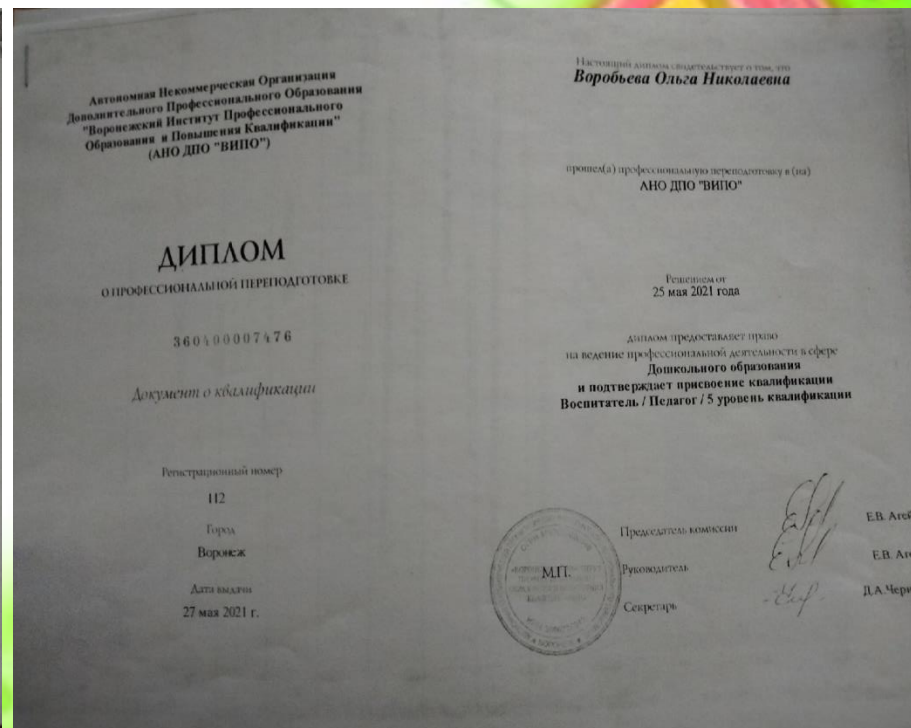 Автономная Некоммерческая Организация
Дополнительного Профессионального Образования
"Воронежский Институт Профессионального
Образования и Повышения Квалификации"
(АНО ДПО "ВИПО")
ДИПЛОМ
О ПРОФЕССИОНАЛЬНОЙ ПЕРЕПОДГОТОВКЕ
360400007476
Документ о квалификации
Регистрационный номер
112
Город
Воронеж
Дата выдачи
27 мая 2021 г.
Настоящий диплом свидетельствует о том, что
Воробьева Ольга Николаевна
прошел(а) профессиональную переподготовку в (на)
АНО ДПО "ВИПО"
Решением от
25 мая 2021 года
диплом предоставляет право
на ведение профессиональной деятельности в сфере
Дошкольного образования
и подтверждает присвоение квалификации
Воспитатель / Педагог / 5 уровень квалификации
Председатель комиссии
Е.В.
М.П.
Руководитель
Е.В.
Секретарь
Д.А.